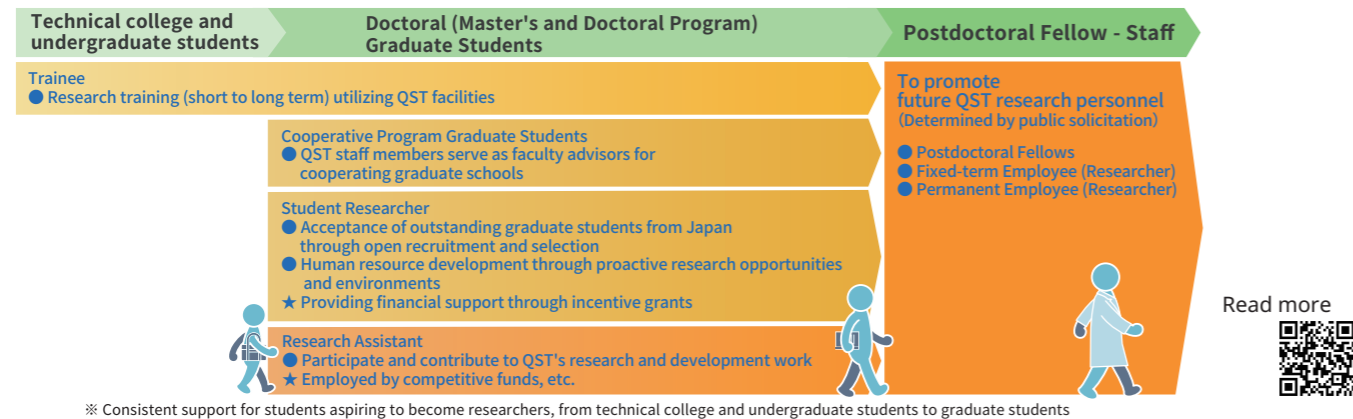 Technical college and
undergraduate students
Doctoral (Master's and Doctoral Program)
Graduate Students
Postdoctoral Fellow - Staff
Trainee
● Research training (short to long term) utilizing QST facilities
Cooperative Program Graduate Students
● QST staff members serve as faculty advisors for
cooperating graduate schools
Student Researcher
● Acceptance of outstanding graduate students from Japan
through open recruitment and selection
● Human resource development through proactive research opportunities
and environments
★ Providing financial support through incentive grants
Research Assistant
● Participate and contribute to QST's research and development work
★ Employed by competitive funds, etc.
To promote
future QST research personnel
(Determined by public solicitation)
● Postdoctoral Fellows
● Fixed-term Employee (Researcher)
● Permanent Employee (Researcher)
Read more
※ Consistent support for students aspiring to become researchers, from technical college and undergraduate students to graduate students